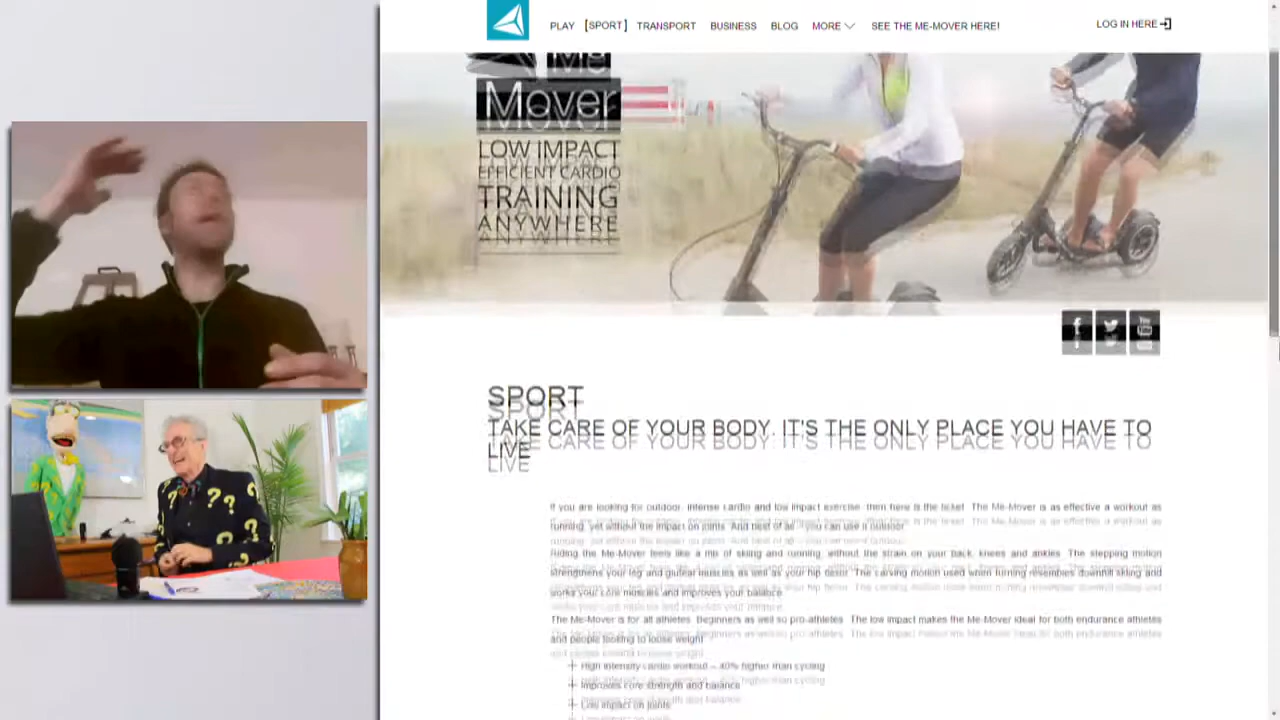 PLAY [SPORT] TRANSPORT BUSINESS BLOG MORE SEE THE ME-MOVER HERE! LOG IN HERE
Me
Mover
LOW IMPACT
EFFICIENT CARDIO
TRAINING
ANYWHERE
SPORT
TAKE CARE OF YOUR BODY. IT'S THE ONLY PLACE YOU HAVE TO
LIVE
If you are looking for outdoor, intense cardio and low impact exercise, then here is the ticket. The Me-Mover is as effective a workout as
running, yet without the impact on joints. And best of all - you can use it outdoor.
Riding the Me-Mover feels like a mix of skiing and running, without the strain on your back, knees and ankles. The stepping motion
strengthens your leg and gluteal muscles as well as your hip flexor. The carving motion used when turning resembles downhill skiing and
works your core muscles and improves your balance.
The Me-Mover is for all athletes. Beginners as well so pro-athletes. The low impact makes the Me-Mover ideal for both endurance athletes
and people looking to loose weight
+ High intensity cardio workout – 40% higher than cycling
+ Improves core strength and balance
+ Low impact on joints